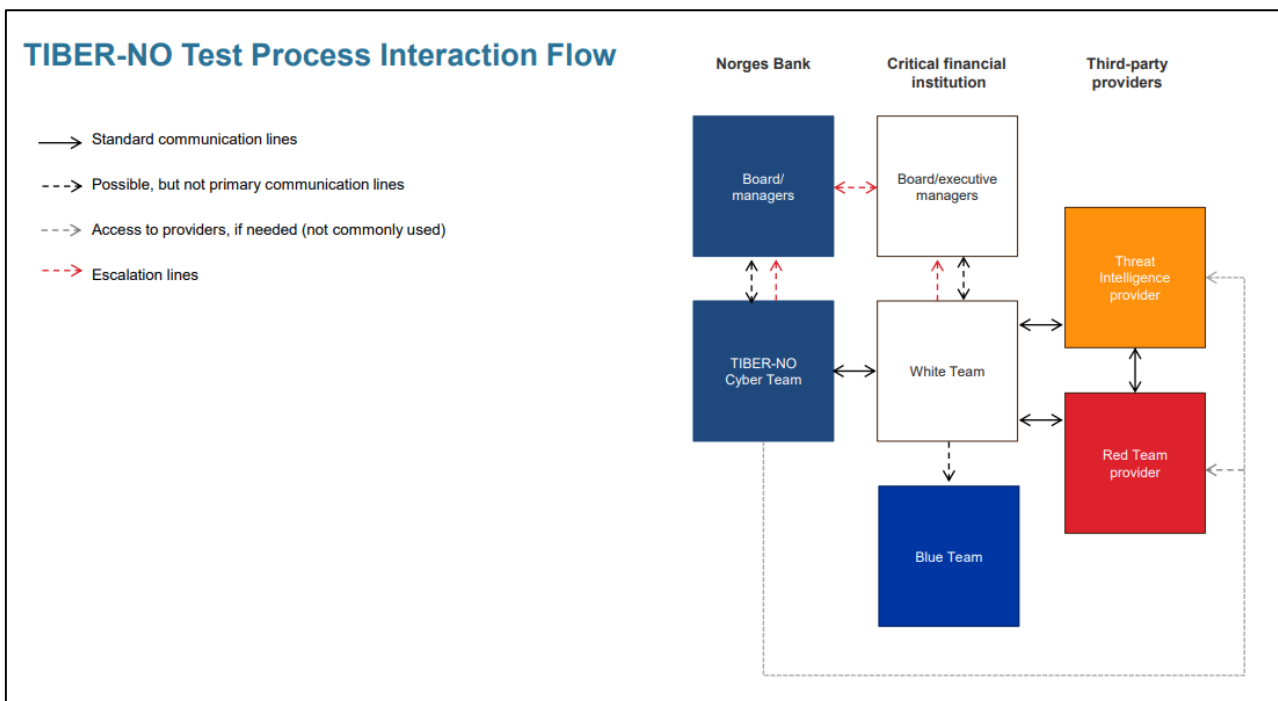 TIBER-NO Test Process Interaction Flow
Standard communication lines
Possible, but not primary communication lines
Access to providers, if needed (not commonly used)
Escalation lines
Norges Bank
Critical financial
institution
Third-party
providers
Board/
managers
Board/executive
managers
Threat
Intelligence
provider
TIBER-NO
Cyber Team
White Team
Red Team
provider
Blue Team